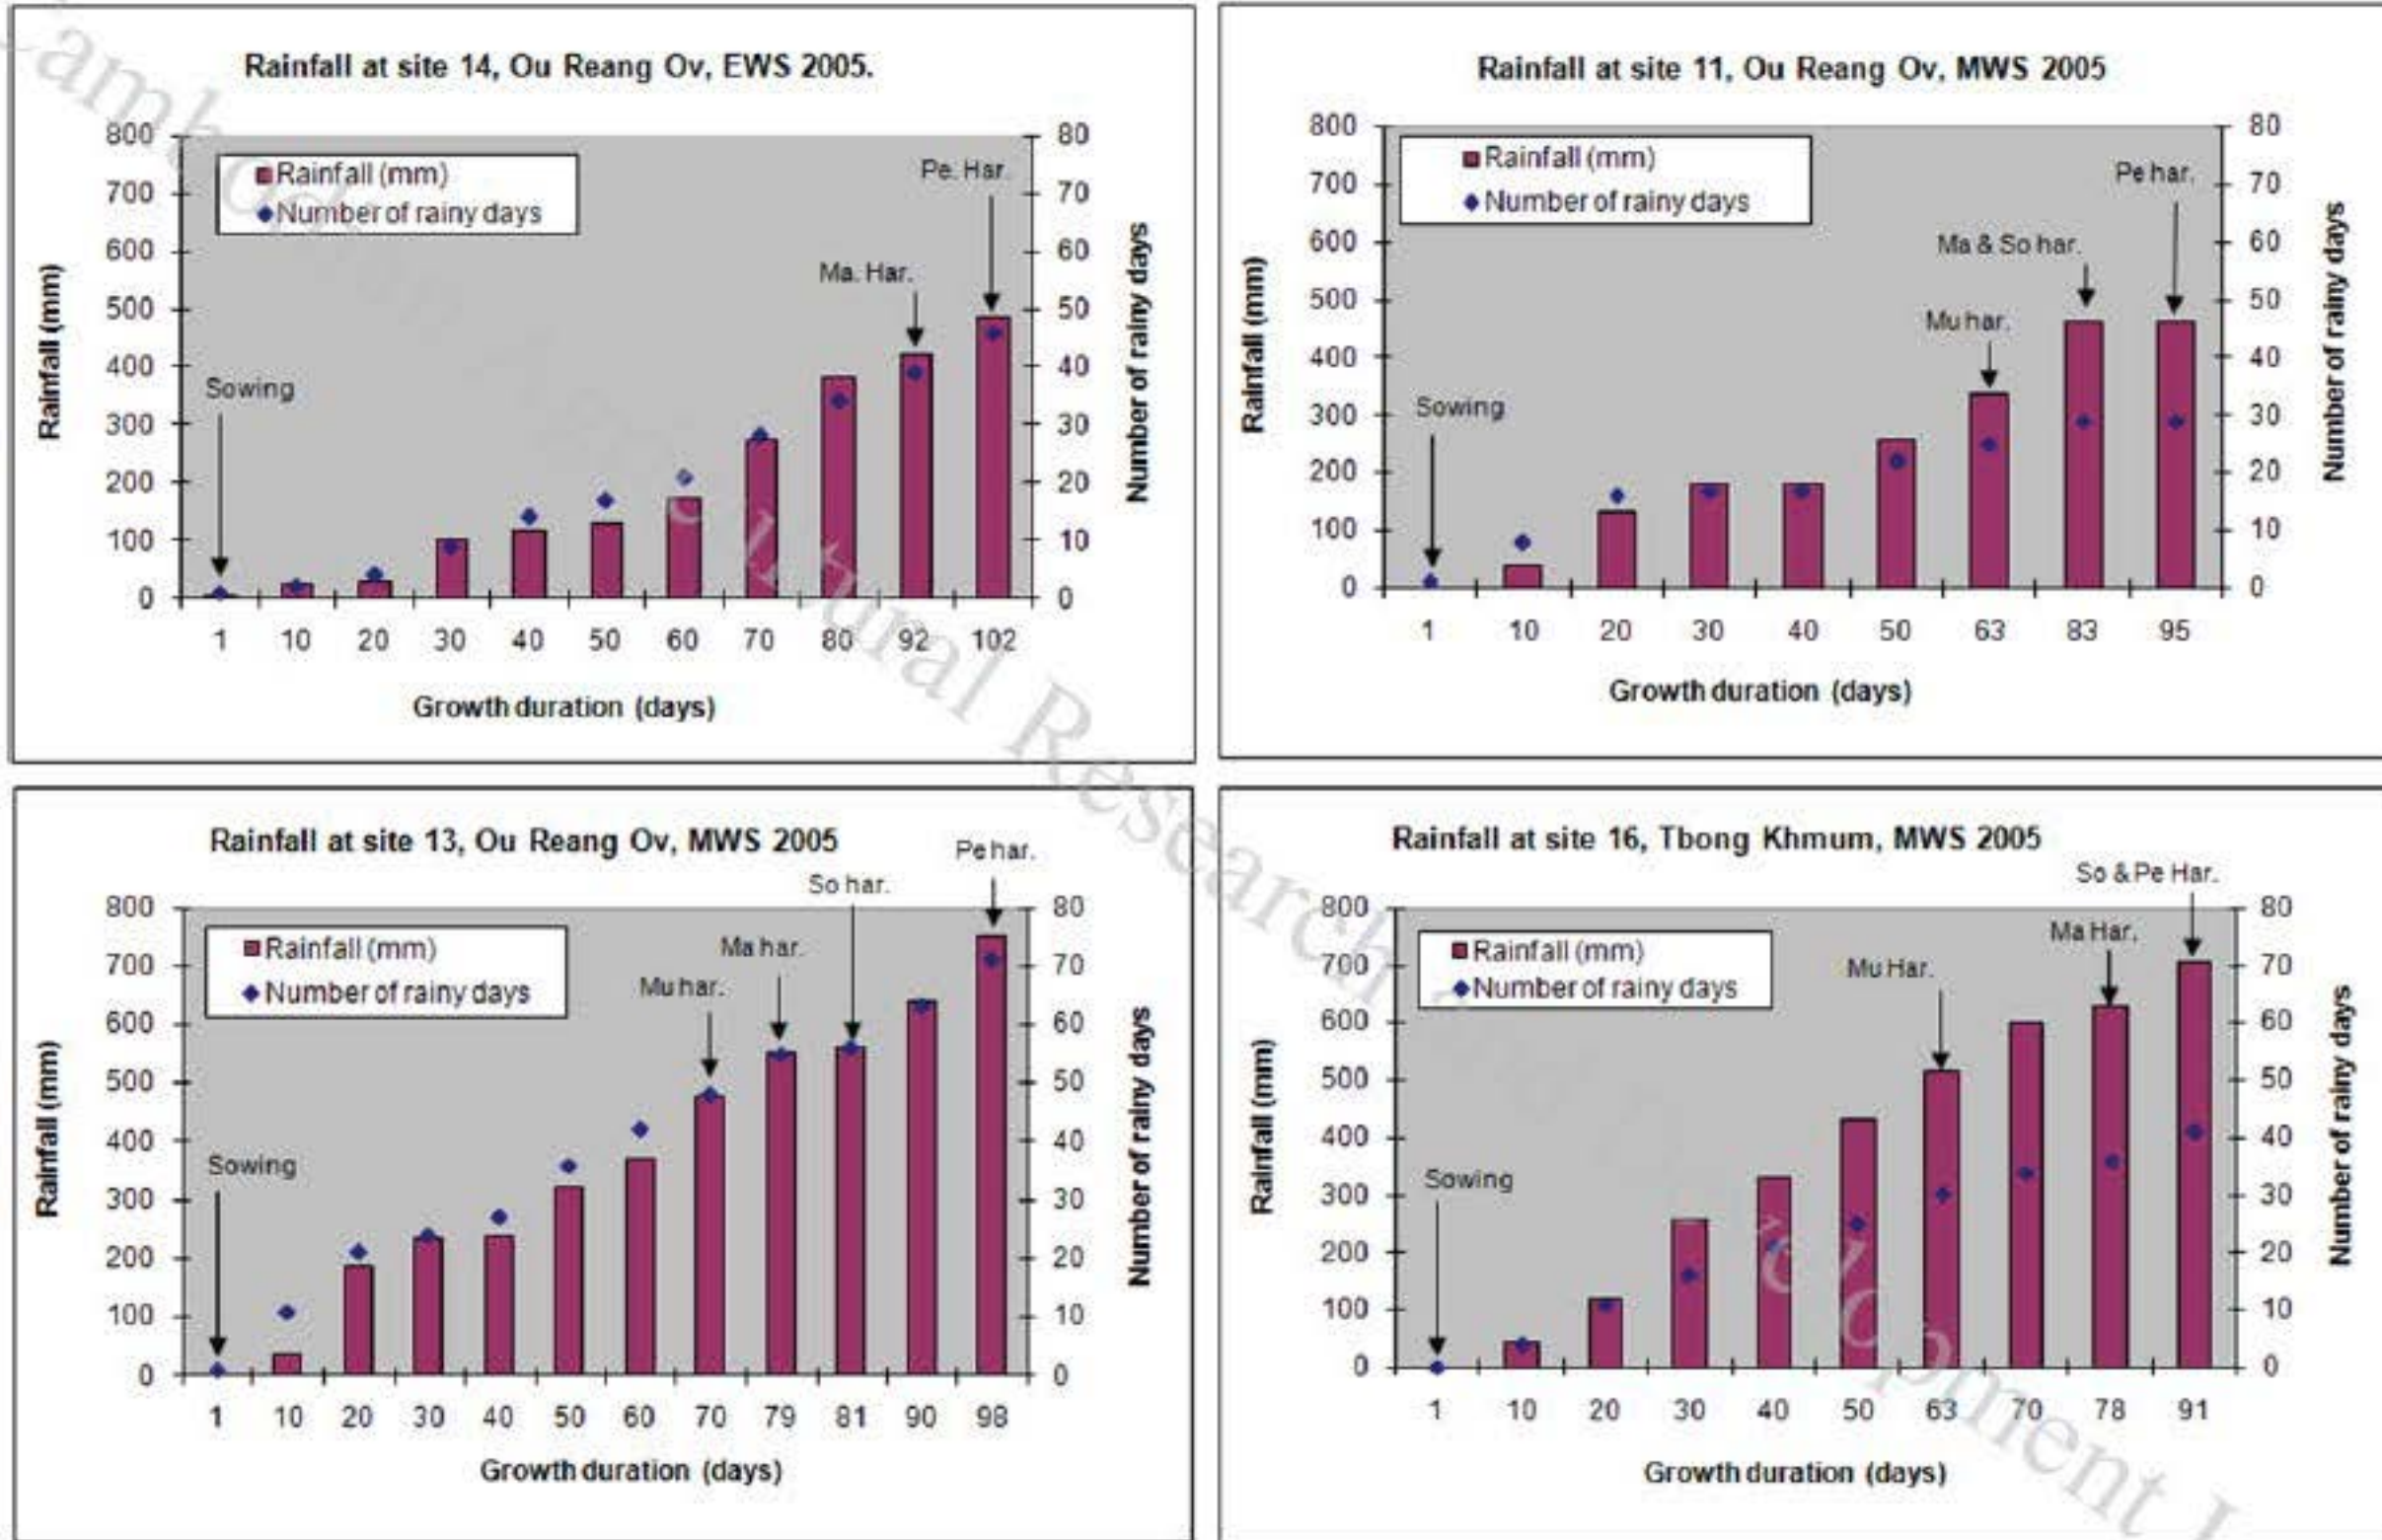 Rainfall at site 14, Ou Reang Ov, EWS 2005.
Rainfall (mm)
Number of rainy days
800
700
600
500
400
300
200
100
0
80
70
60
50
40
30
20
10
0
Sowing
Ma. Har.
Pe. Har.
1 10 20 30 40 50 60 70 80 92 102
Rainfall (mm)
Number of rainy days
Growth duration (days)
Rainfall at site 11, Ou Reang Ov, MWS 2005
Rainfall (mm)
Number of rainy days
800
700
600
500
400
300
200
100
0
80
70
60
50
40
30
20
10
0
Sowing
Mu har.
Ma & So har.
Pe har.
1 10 20 30 40 50 63 83 95
Rainfall (mm)
Number of rainy days
Growth duration (days)
Rainfall at site 13, Ou Reang Ov, MWS 2005
Rainfall (mm)
Number of rainy days
800
700
600
500
400
300
200
100
0
80
70
60
50
40
30
20
10
0
Sowing
Mu har.
Ma har.
So har.
Pe har.
1 10 20 30 40 50 60 70 79 81 90 98
Rainfall (mm)
Number of rainy days
Growth duration (days)
Rainfall at site 16, Tbong Khmum, MWS 2005
Rainfall (mm)
Number of rainy days
800
700
600
500
400
300
200
100
0
80
70
60
50
40
30
20
10
0
Sowing
Mu Har.
Ma Har.
So & Pe Har.
1 10 20 30 40 50 63 70 78 91
Rainfall (mm)
Number of rainy days
Growth duration (days)
Research and